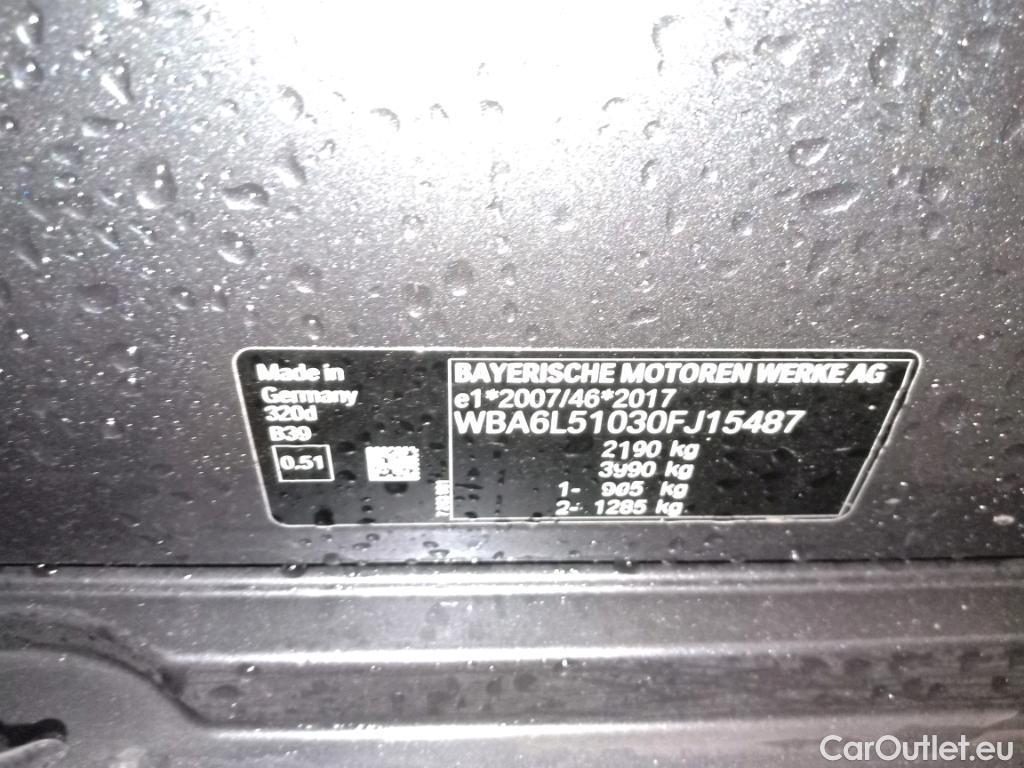 Made in
Germany
320d
B39
0.51
BAYERISCHE MOTOREN WERKE AG
e1*2007/46*2017
WBA6L51030FJ15487
2190 kg
3990 kg
1- 905 kg
2- 1285 kg
CarOutlet.eu